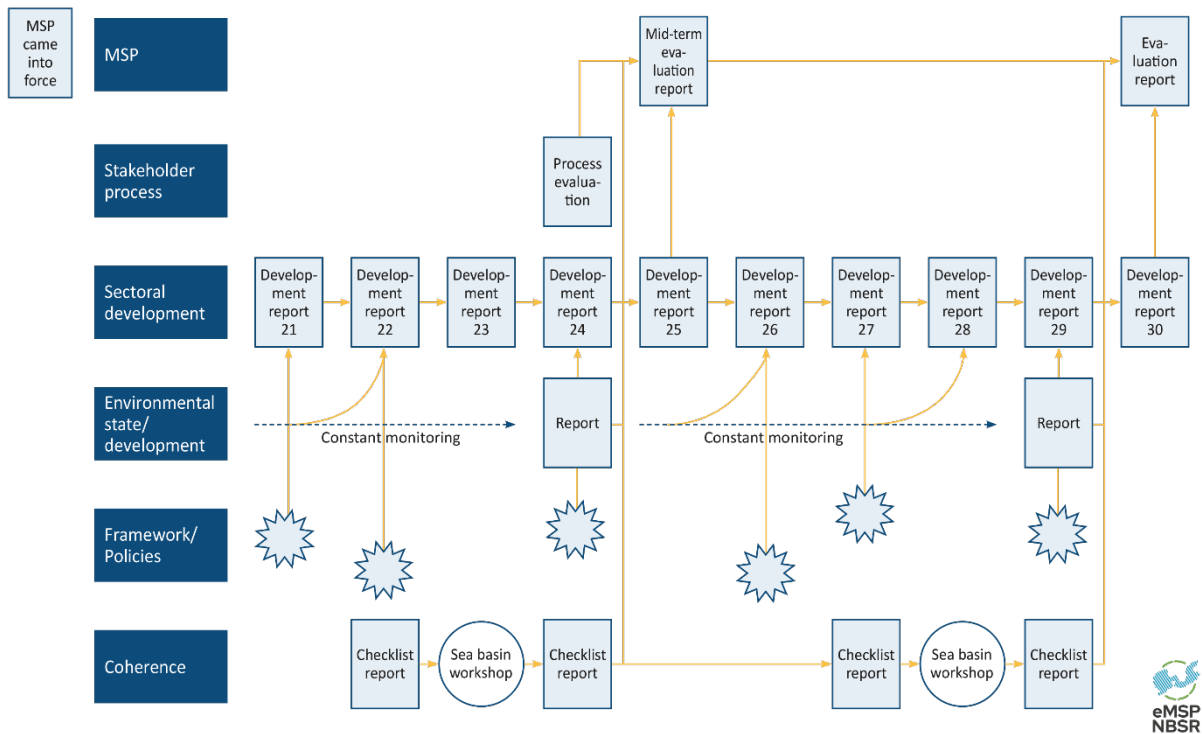 MSP
came
into
force
MSP
Mid-term
eva-
luation
report
Eva-
luation
report
Stakeholder
process
Process
evalua-
tion
Sectoral
development
Develop-
ment
report
21
Develop-
ment
report
22
Develop-
ment
report
23
Develop-
ment
report
24
Develop-
ment
report
25
Develop-
ment
report
26
Develop-
ment
report
27
Develop-
ment
report
28
Develop-
ment
report
29
Develop-
ment
report
30
Environmental
state/
development
Constant monitoring
Report
Constant monitoring
Report
Framework/
Policies
Coherence
Checklist
report
Sea basin
workshop
Checklist
report
Checklist
report
Sea basin
workshop
Checklist
report
eMSP
NBSR